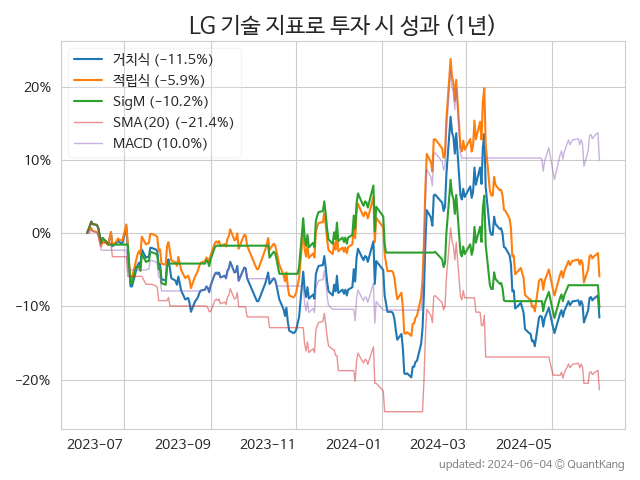 LG 기술 지표로 투자 시 성과 (1년)
거치식 (−11.5%)
적립식 (−5.9%)
SigM (−10.2%)
SMA(20) (−21.4%)
MACD (10.0%)
20%
10%
0%
−10%
−20%
2023-07 2023-09 2023-11 2024-01 2024-03 2024-05
updated: 2024-06-04 ⓒ QuantKang